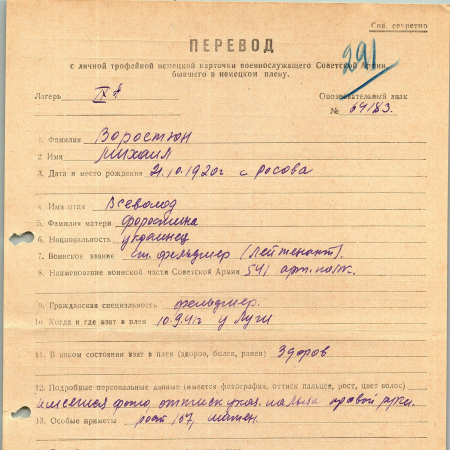 Сов. секретно
ПЕРЕВОД
с личной трофейной немецкой карточки военнослужащего Советской Армии,
бывшего в немецком плену.
291
Лагерь IX А
Опознавательный знак
№ 64183.
1. Фамилия Воростюн
2 Имя Михаил
3. Дата и место рождения 21.10.1920г с Росова
4. Имя отца Всеволод
5. Фамилия матери Форостина
6. Национальность украинец
7. Воинское звание ст. фельдшер (лейтенант).
8. Наименование воинской части Советской Армии 541 арт. полк.
9. Гражданская специальность фельдшер.
10. Когда и где взят в плен 10.9.41г у Луги
11. В каком состоянии взят в плен (здоров, болен, ранен) Здоров
12. Подробные персональные данные (имеется фотография, оттиск пальцев, рост, цвет волос)
имеется фото оттиск указ. пальца правой руки.
13. Особые приметы рост 167,